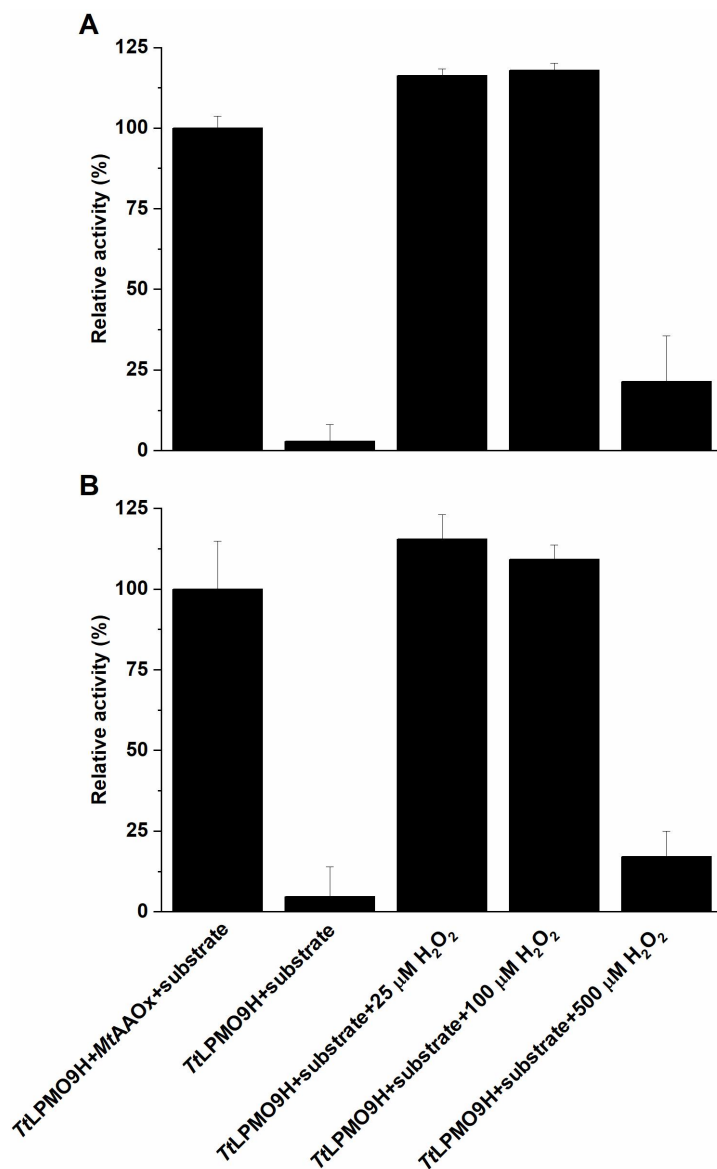 A
125
100
75
50
25
0
Relative activity (%)
B
125
100
75
50
25
0
Relative activity (%)
TtLPMO9H+MtAAOx+substrate
TtLPMO9H+substrate
TtLPMO9H+substrate+25 μM H₂O₂
TtLPMO9H+substrate+100 μM H₂O₂
TtLPMO9H+substrate+500 μM H₂O₂